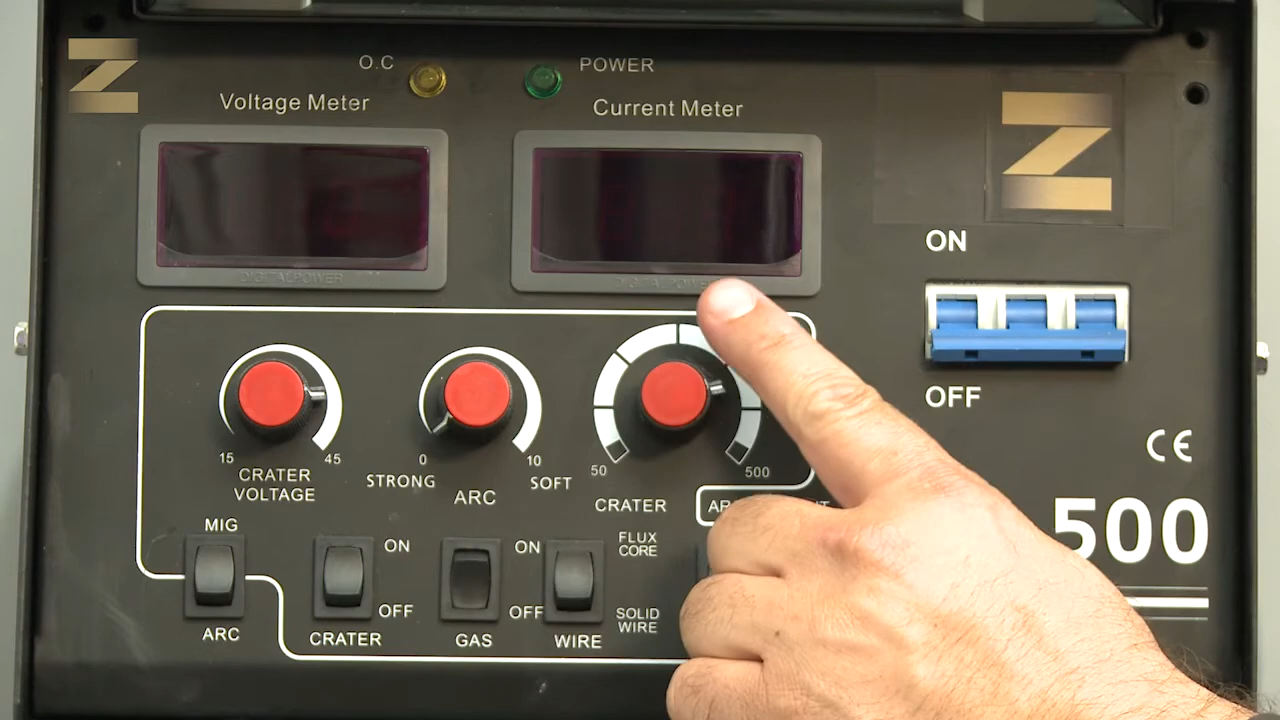 O.C
POWER
Voltage Meter
Current Meter
DIGITALPOWER
Z
Z
ON
OFF
15
45
CRATER
VOLTAGE
0
10
STRONG
SOFT
ARC
50
500
CRATER
CE
500
MIG
ARC
ON
OFF
CRATER
ON
OFF
GAS
FLUX
CORE
SOLID
WIRE
WIRE